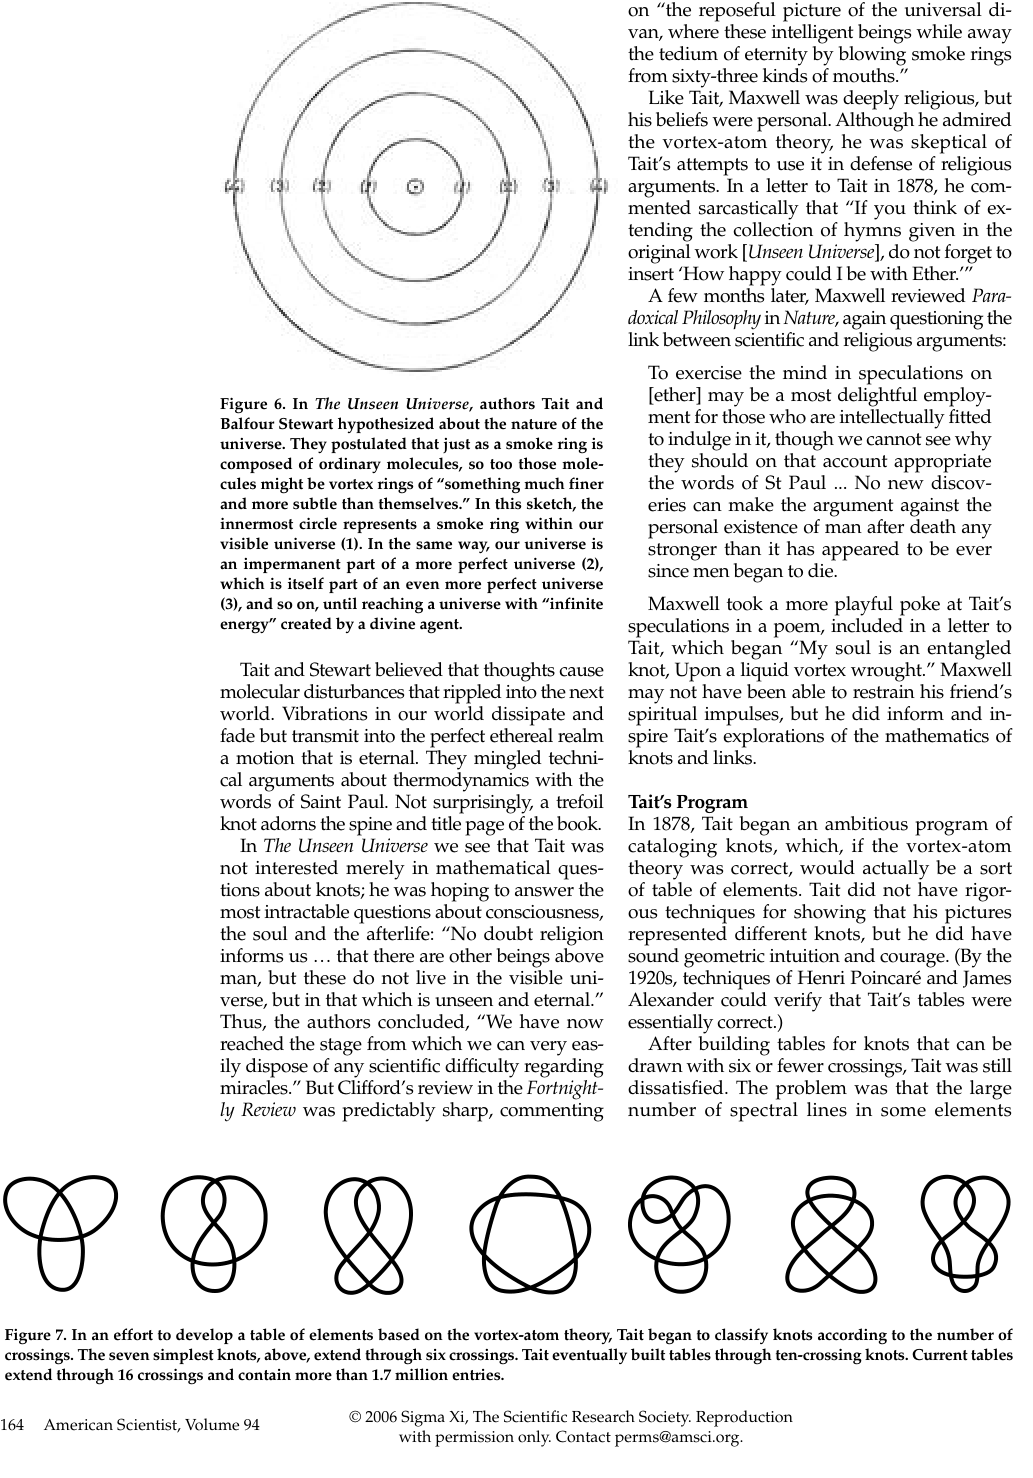 (4) (3) (2) (1) (1) (2) (3) (4)
Figure 6. In The Unseen Universe, authors Tait and
Balfour Stewart hypothesized about the nature of the
universe. They postulated that just as a smoke ring is
composed of ordinary molecules, so too those mole-
cules might be vortex rings of “something much finer
and more subtle than themselves.” In this sketch, the
innermost circle represents a smoke ring within our
visible universe (1). In the same way, our universe is
an impermanent part of a more perfect universe (2),
which is itself part of an even more perfect universe
(3), and so on, until reaching a universe with “infinite
energy” created by a divine agent.
Tait and Stewart believed that thoughts cause
molecular disturbances that rippled into the next
world. Vibrations in our world dissipate and
fade but transmit into the perfect ethereal realm
a motion that is eternal. They mingled techni-
cal arguments about thermodynamics with the
words of Saint Paul. Not surprisingly, a trefoil
knot adorns the spine and title page of the book.
In The Unseen Universe we see that Tait was
not interested merely in mathematical ques-
tions about knots; he was hoping to answer the
most intractable questions about consciousness,
the soul and the afterlife: “No doubt religion
informs us … that there are other beings above
man, but these do not live in the visible uni-
verse, but in that which is unseen and eternal.”
Thus, the authors concluded, “We have now
reached the stage from which we can very eas-
ily dispose of any scientific difficulty regarding
miracles.” But Clifford’s review in the Fortnight-
ly Review was predictably sharp, commenting
on “the reposeful picture of the universal di-
van, where these intelligent beings while away
the tedium of eternity by blowing smoke rings
from sixty-three kinds of mouths.”
Like Tait, Maxwell was deeply religious, but
his beliefs were personal. Although he admired
the vortex-atom theory, he was skeptical of
Tait’s attempts to use it in defense of religious
arguments. In a letter to Tait in 1878, he com-
mented sarcastically that “If you think of ex-
tending the collection of hymns given in the
original work [Unseen Universe], do not forget to
insert ‘How happy could I be with Ether.’”
A few months later, Maxwell reviewed Para-
doxical Philosophy in Nature, again questioning the
link between scientific and religious arguments:
To exercise the mind in speculations on
[ether] may be a most delightful employ-
ment for those who are intellectually fitted
to indulge in it, though we cannot see why
they should on that account appropriate
the words of St Paul ... No new discov-
eries can make the argument against the
personal existence of man after death any
stronger than it has appeared to be ever
since men began to die.
Maxwell took a more playful poke at Tait’s
speculations in a poem, included in a letter to
Tait, which began “My soul is an entangled
knot, Upon a liquid vortex wrought.” Maxwell
may not have been able to restrain his friend’s
spiritual impulses, but he did inform and in-
spire Tait’s explorations of the mathematics of
knots and links.
Tait’s Program
In 1878, Tait began an ambitious program of
cataloging knots, which, if the vortex-atom
theory was correct, would actually be a sort
of table of elements. Tait did not have rigor-
ous techniques for showing that his pictures
represented different knots, but he did have
sound geometric intuition and courage. (By the
1920s, techniques of Henri Poincaré and James
Alexander could verify that Tait’s tables were
essentially correct.)
After building tables for knots that can be
drawn with six or fewer crossings, Tait was still
dissatisfied. The problem was that the large
number of spectral lines in some elements
Figure 7. In an effort to develop a table of elements based on the vortex-atom theory, Tait began to classify knots according to the number of
crossings. The seven simplest knots, above, extend through six crossings. Tait eventually built tables through ten-crossing knots. Current tables
extend through 16 crossings and contain more than 1.7 million entries.
164 American Scientist, Volume 94
© 2006 Sigma Xi, The Scientific Research Society. Reproduction
with permission only. Contact perms@amsci.org.